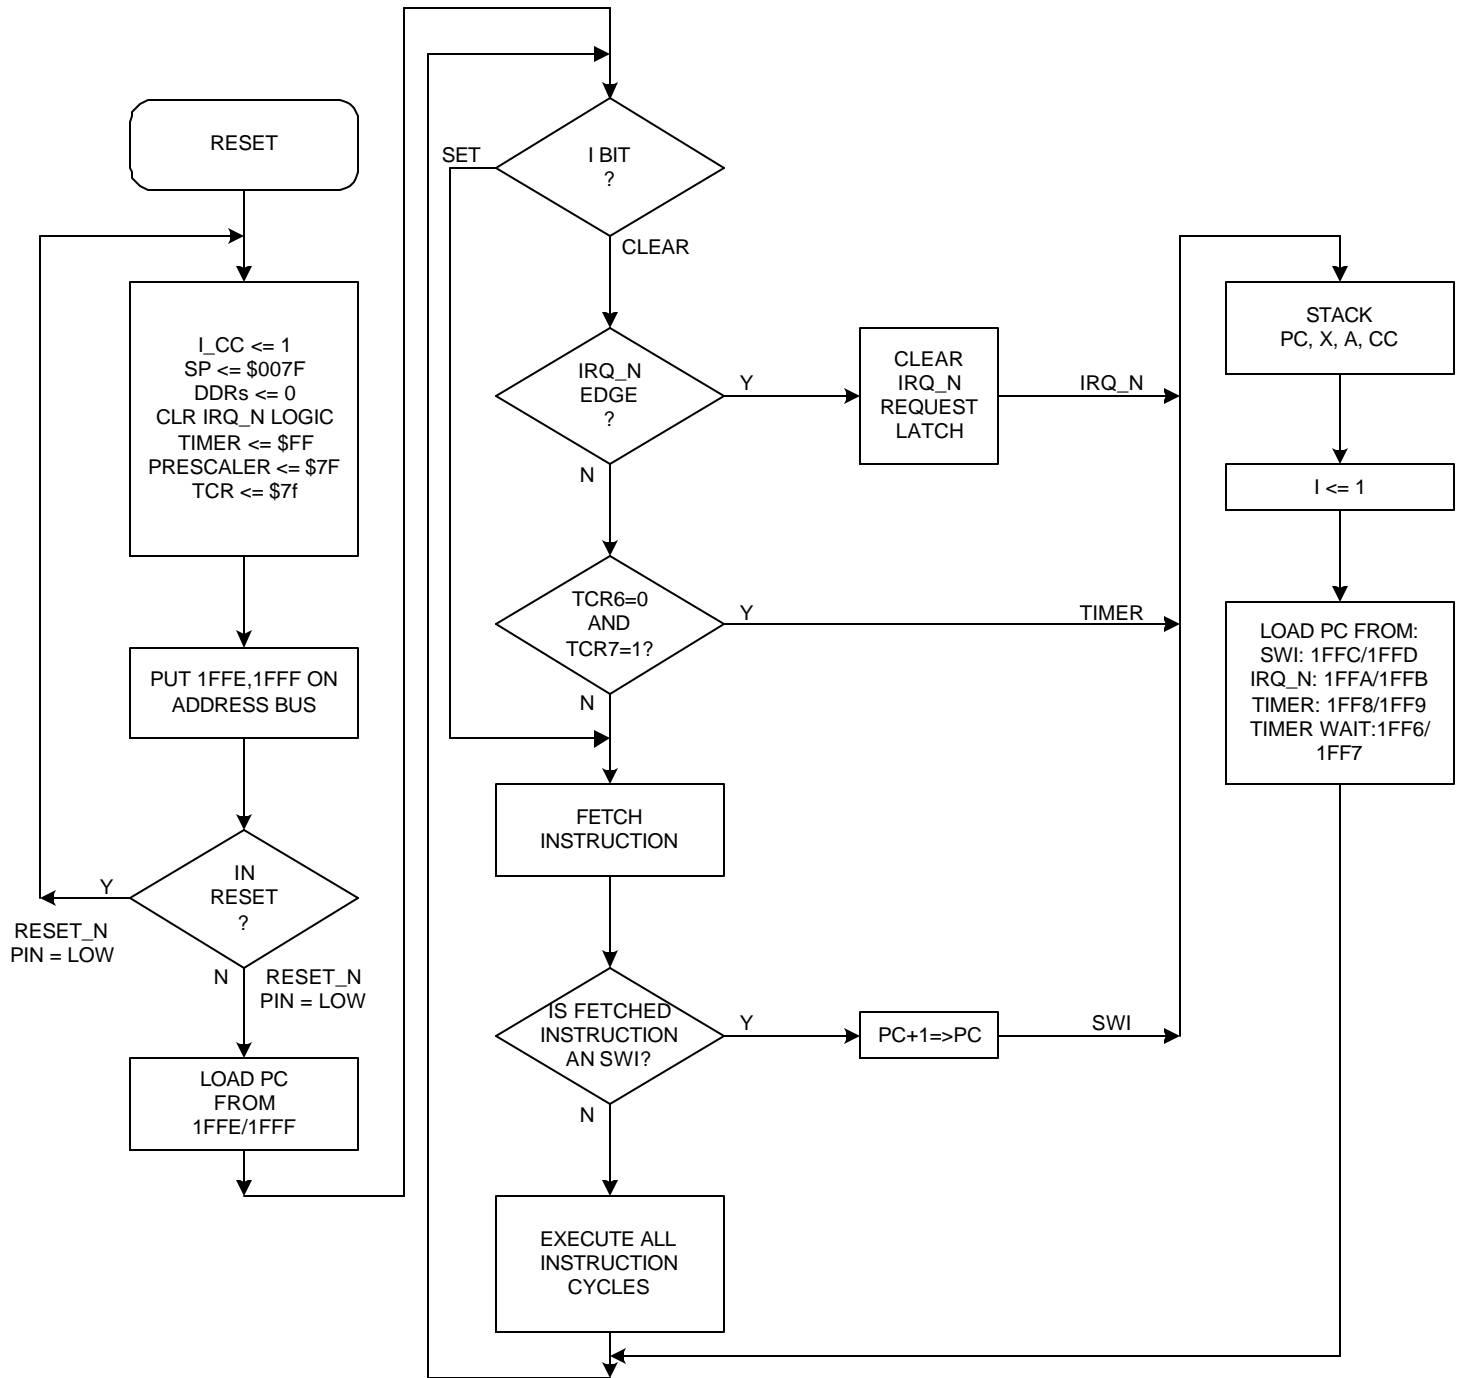 RESET
I_CC <= 1
SP <= $007F
DDRs <= 0
CLR IRQ_N LOGIC
TIMER <= $FF
PRESCALER <= $7F
TCR <= $7f
PUT 1FFE,1FFF ON
ADDRESS BUS
IN
RESET
?
Y
RESET_N
PIN = LOW
N
RESET_N
PIN = LOW
LOAD PC
FROM
1FFE/1FFF
I BIT
?
SET
CLEAR
IRQ_N
EDGE
?
Y
N
CLEAR
IRQ_N
REQUEST
LATCH
IRQ_N
TCR6=0
AND
TCR7=1?
Y
N
TIMER
FETCH
INSTRUCTION
IS FETCHED
INSTRUCTION
AN SWI?
Y
N
PC+1=>PC
SWI
EXECUTE ALL
INSTRUCTION
CYCLES
STACK
PC, X, A, CC
I <= 1
LOAD PC FROM:
SWI: 1FFC/1FFD
IRQ_N: 1FFA/1FFB
TIMER: 1FF8/1FF9
TIMER WAIT:1FF6/
1FF7